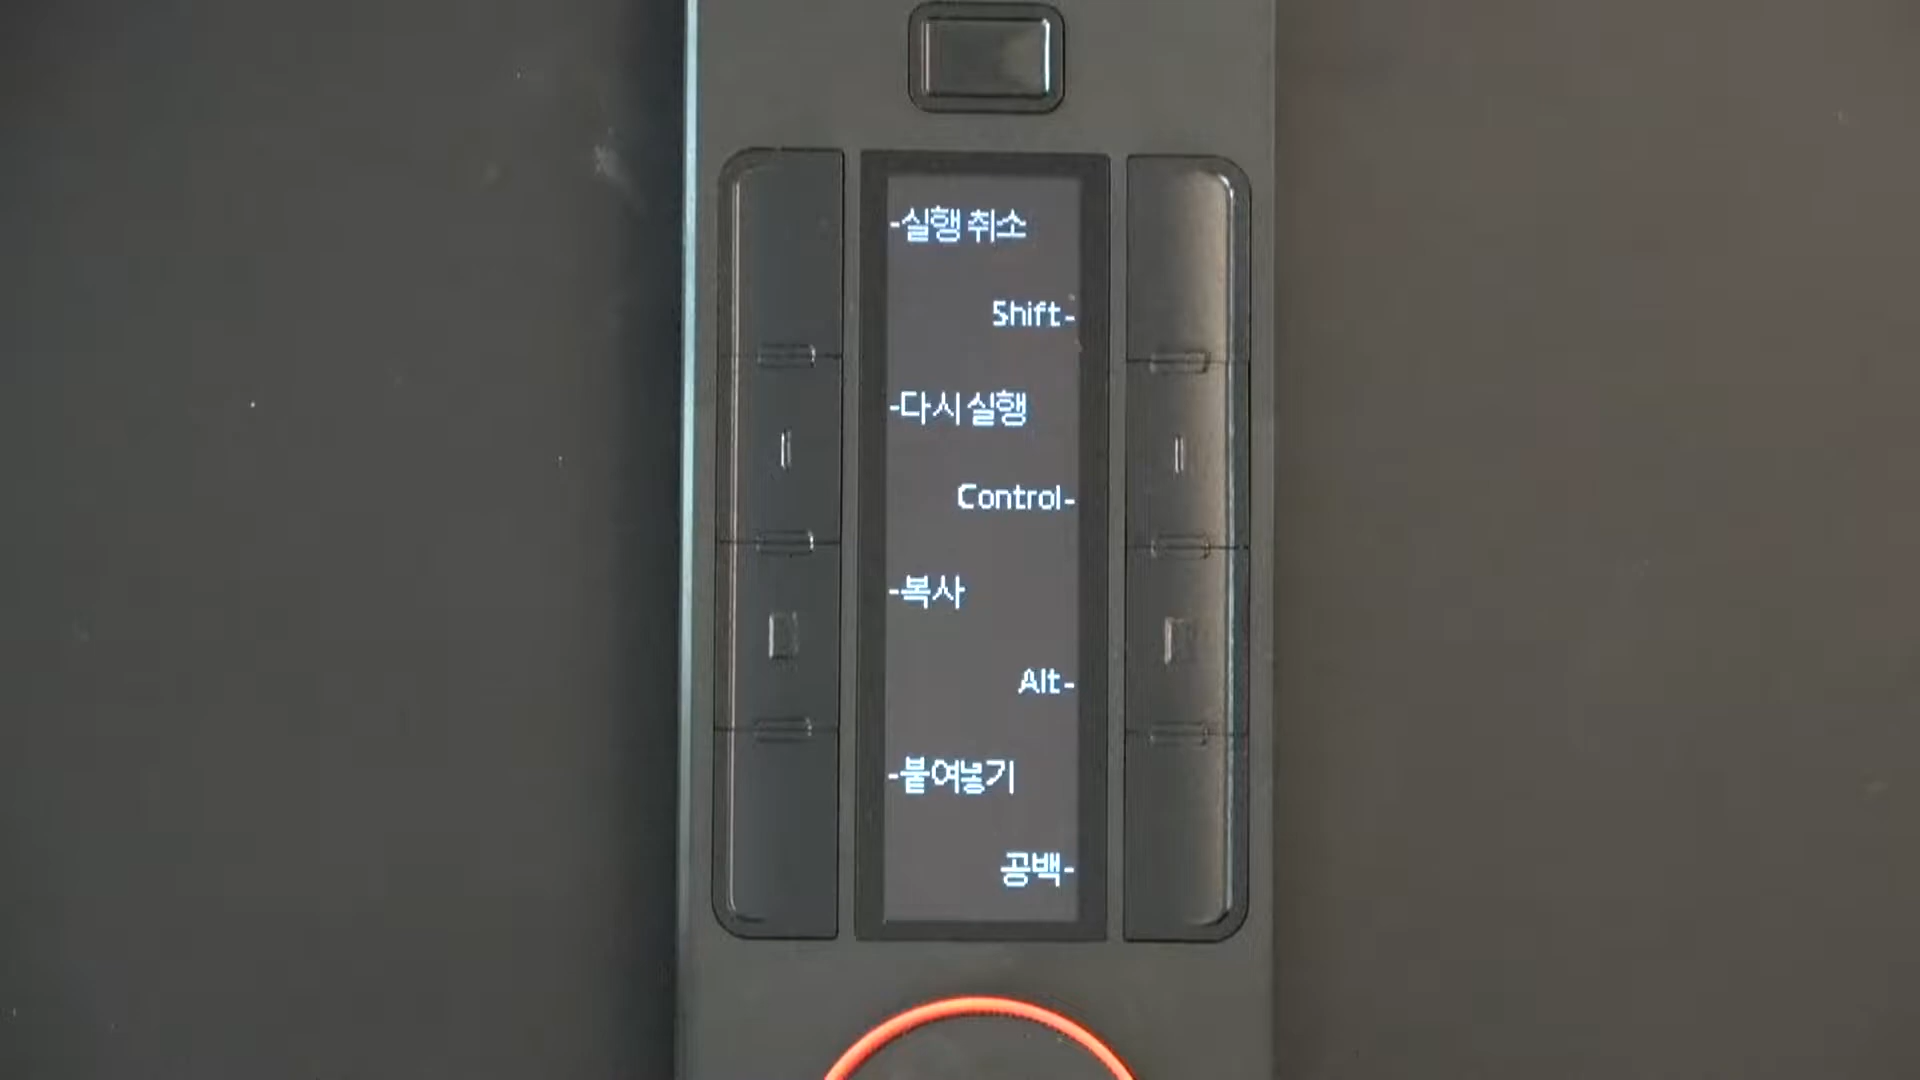 -실행 취소
Shift-
-다시 실행
Control-
-복사
Alt-
-붙여넣기
공백-